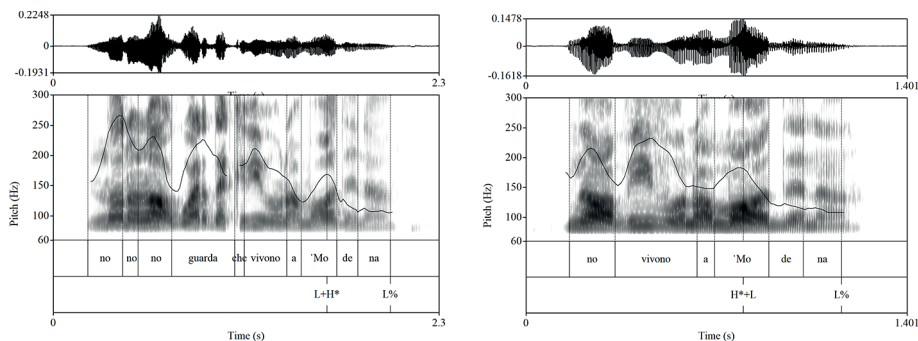 0.2248
0
-0.1931
0
2.3
Time (s)
300
250
200
150
100
60
Pitch (Hz)
no no no guarda che vivono a 'Mo de na
L+H* L%
0
2.3
Time (s)
0.1478
0
-0.1618
0
1.401
300
250
200
150
100
60
Pitch (Hz)
no vivono a 'Mo de na
H*+L L%
0
1.401
Time (s)